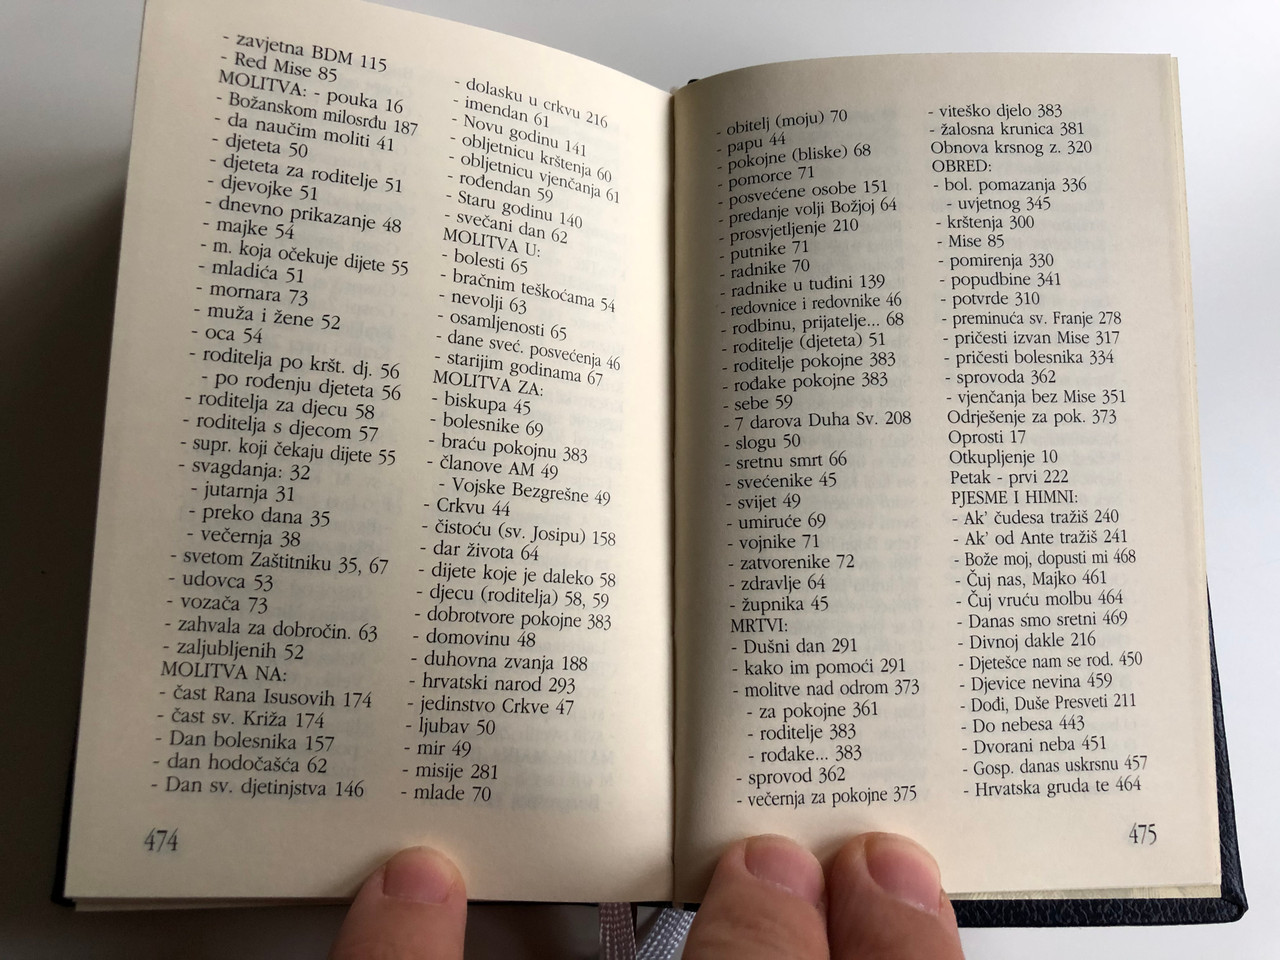 - zavjetna BDM 115
- Red Mise 85
MOLITVA: - pouka 16
- Božanskom milosrđu 187
- da naučim moliti 41
- djeteta 50
- djeteta za roditelje 51
- djevojke 51
- dnevno prikazanje 48
- majke 54
- m. koja očekuje dijete 55
- mladića 51
- mornara 73
- muža i žene 52
- oca 54
- roditelja po kršt. dj. 56
- po rođenju djeteta 56
- roditelja za djecu 58
- roditelja s djecom 57
- supr. koji čekaju dijete 55
- svagdanja: 32
- jutarnja 31
- preko dana 35
- večernja 38
- svetom Zaštitniku 35, 67
- udovca 53
- vozača 73
- zahvala za dobročin. 63
- zaljubljenih 52
MOLITVA NA:
- čast Rana Isusovih 174
- čast sv. Križa 174
- Dan bolesnika 157
- dan hodočašća 62
- Dan sv. djetinjstva 146
- dolasku u crkvu 216
- imendan 61
- Novu godinu 141
- obljetnicu krštenja 60
- obljetnicu vjenčanja 61
- rođendan 59
- Staru godinu 140
- svečani dan 62
MOLITVA U:
- bolesti 65
- bračnim teškoćama 54
- nevolji 63
- osamljenosti 65
- dane sveć. posvećenja 46
- starijim godinama 67
MOLITVA ZA:
- biskupa 45
- bolesnike 69
- braću pokojnu 383
- članove AM 49
- Vojske Bezgrešne 49
- Crkvu 44
- čistoću (sv. Josipu) 158
- dar života 64
- dijete koje je daleko 58
- djecu (roditelja) 58, 59
- dobrotvore pokojne 383
- domovinu 48
- duhovna zvanja 188
- hrvatski narod 293
- jedinstvo Crkve 47
- ljubav 50
- mir 49
- misije 281
- mlade 70
474
- obitelj (moju) 70
- papu 44
- pokojne (bliske) 68
- pomorce 71
- posvećene osobe 151
- predanje volji Božjoj 64
- prosvjetljenje 210
- putnike 71
- radnike 70
- radnike u tuđini 139
- redovnice i redovnike 46
- rodbinu, prijatelje... 68
- roditelje (djeteta) 51
- roditelje pokojne 383
- rođake pokojne 383
- sebe 59
- 7 darova Duha Sv. 208
- slogu 50
- sretnu smrt 66
- svećenike 45
- svijet 49
- umiruće 69
- vojnike 71
- zatvorenike 72
- zdravlje 64
- župnika 45
MRTVI:
- Dušni dan 291
- kako im pomoći 291
- molitve nad odrom 373
- za pokojne 361
- roditelje 383
- rođake... 383
- sprovod 362
- večernja za pokojne 375
- viteško djelo 383
- žalosna krunica 381
Obnova krsnog z. 320
OBRED:
- bol. pomazanja 336
- uvjetnog 345
- krštenja 300
- Mise 85
- pomirenja 330
- popudbine 341
- potvrde 310
- preminuća sv. Franje 278
- pričesti izvan Mise 317
- pričesti bolesnika 334
- sprovoda 362
- vjenčanja bez Mise 351
Odrješenje za pok. 373
Oprosti 17
Otkupljenje 10
Petak - prvi 222
PJESME I HIMNI:
- Ak' čudesa tražiš 240
- Ak' od Ante tražiš 241
- Bože moj, dopusti mi 468
- Čuj nas, Majko 461
- Čuj vruću molbu 464
- Danas smo sretni 469
- Divnoj dakle 216
- Djetešce nam se rod. 450
- Djevice nevina 459
- Dođi, Duše Presveti 211
- Do nebesa 443
- Dvorani neba 451
- Gosp. danas uskrsnu 457
- Hrvatska gruda te 464
475